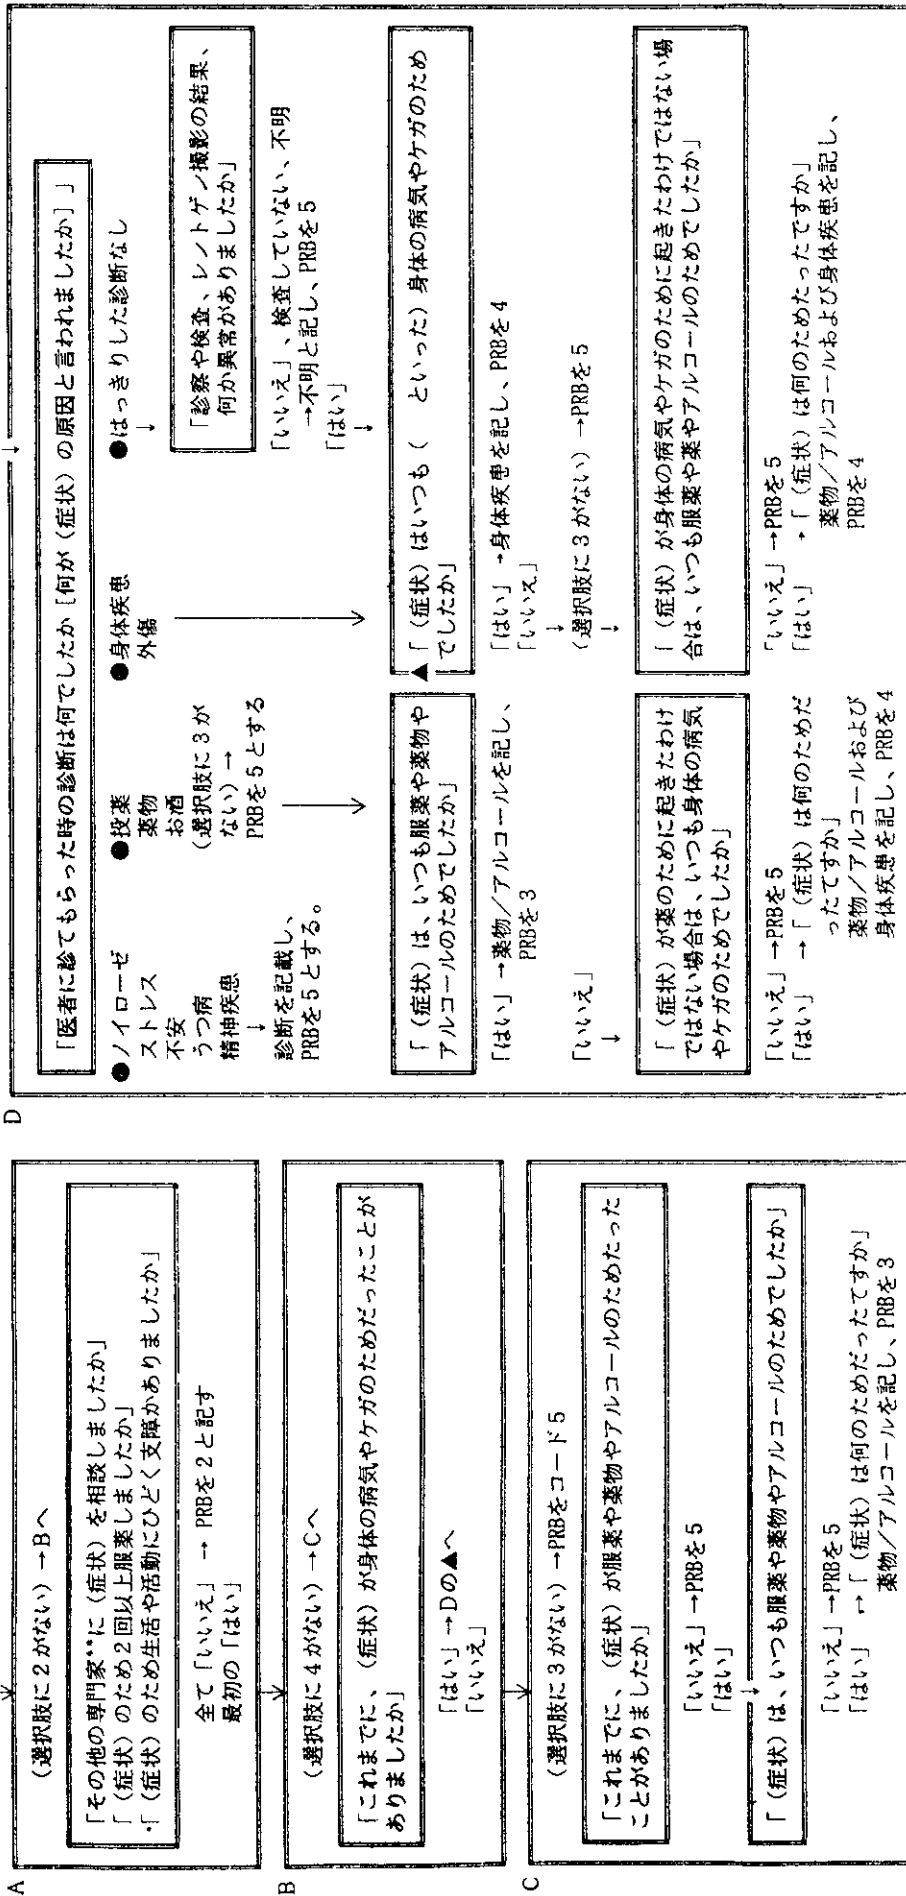 A
(選択肢に2がない)→Bへ
「その他の専門家**に(症状)を相談しましたか」
「(症状)のため2回以上服薬しましたか」
・「(症状)のため生活や活動にひどく支障かありましたか」
全て「いいえ」→ PRBを2と記す
最初の「はい」
↓
B
(選択肢に4がない)→Cへ
「これまでに、(症状)が身体の病気やケガのためだったことが
ありましたか」
「はい」→Dの▲へ
「いいえ」
↓
C
(選択肢に3がない)→PRBをコード5
「これまでに、(症状)が服薬や薬物やアルコールのためたった
ことがありましたか」
「いいえ」→PRBを5
「はい」
↓
「(症状)は、いつも服薬や薬物やアルコールのためでしたか」
「いいえ」→PRBを5
「はい」 →「(症状)は何のためだったてすか」
薬物/アルコールを記し、PRBを3
D
↓
「医者に診てもらった時の診断は何でしたか[何が(症状)の原因と言われましたか]」
●ノイローゼ
ストレス
不安
うつ病
精神疾患
↓
診断を記載し、
PRBを5とする。
●投薬
薬物
お酒
(選択肢に3が
ない)→
PRBを5とする
●身体疾患
外傷
●はっきりした診断なし
↓
「診察や検査、レノトゲノ撮影の結果、
何か異常がありましたか」
「いいえ」、検査していない、不明
→不明と記し、PRBを5
「はい」
↓
「(症状)は、いつも服薬や薬物や
アルコールのためでしたか」
「はい」→薬物/アルコールを記し、
PRBを3
「いいえ」
↓
「(症状)が薬のために起きたわけ
ではない場合は、いつも身体の病気
やケガのためでしたか」
「いいえ」→PRBを5
「はい」 →「(症状)は何のためだ
ったてすか」
薬物/アルコールおよび
身体疾患を記し、PRBを4
▲「(症状)はいつも( といった)身体の病気やケガのため
でしたか」
「はい」→身体疾患を記し、PRBを4
「いいえ」
↓
(選択肢に3がない)→PRBを5
↓
「(症状)が身体の病気やケガのために起きたわけではない場
合は、いつも服薬や薬やアルコールのためでしたか」
「いいえ」→PRBを5
「はい」 →「(症状)は何のためたったですか」
薬物/アルコールおよび身体疾患を記し、
PRBを4